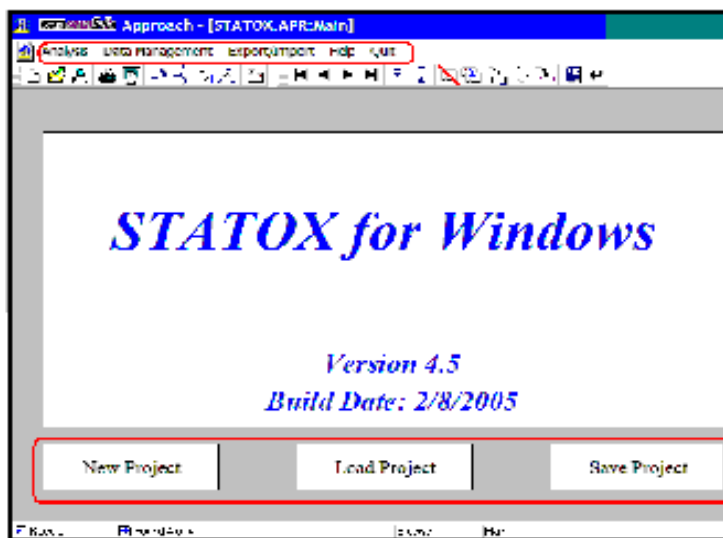 Approach - [STATOX.APR:Main]
Analysis Data Management Export/Import Help Quit
STATOX for Windows
Version 4.5
Build Date: 2/8/2005
New Project Load Project Save Project